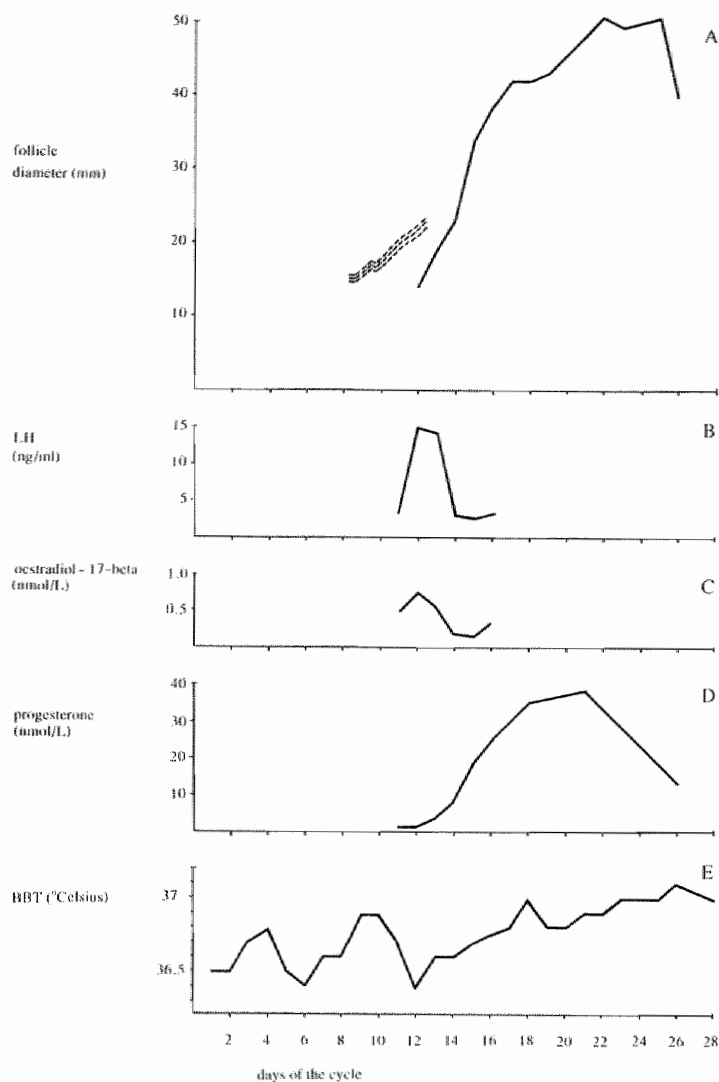 50
A
40
follicle
diameter (mm)
30
20
10
LH
(ng/ml)
15
B
10
5
oestradiol - 17-beta
(nmol/L)
1.0
C
0.5
progesterone
(nmol/L)
40
D
30
20
10
BBT (°Celsius)
37
E
36.5
2 4 6 8 10 12 14 16 18 20 22 24 26 28
days of the cycle